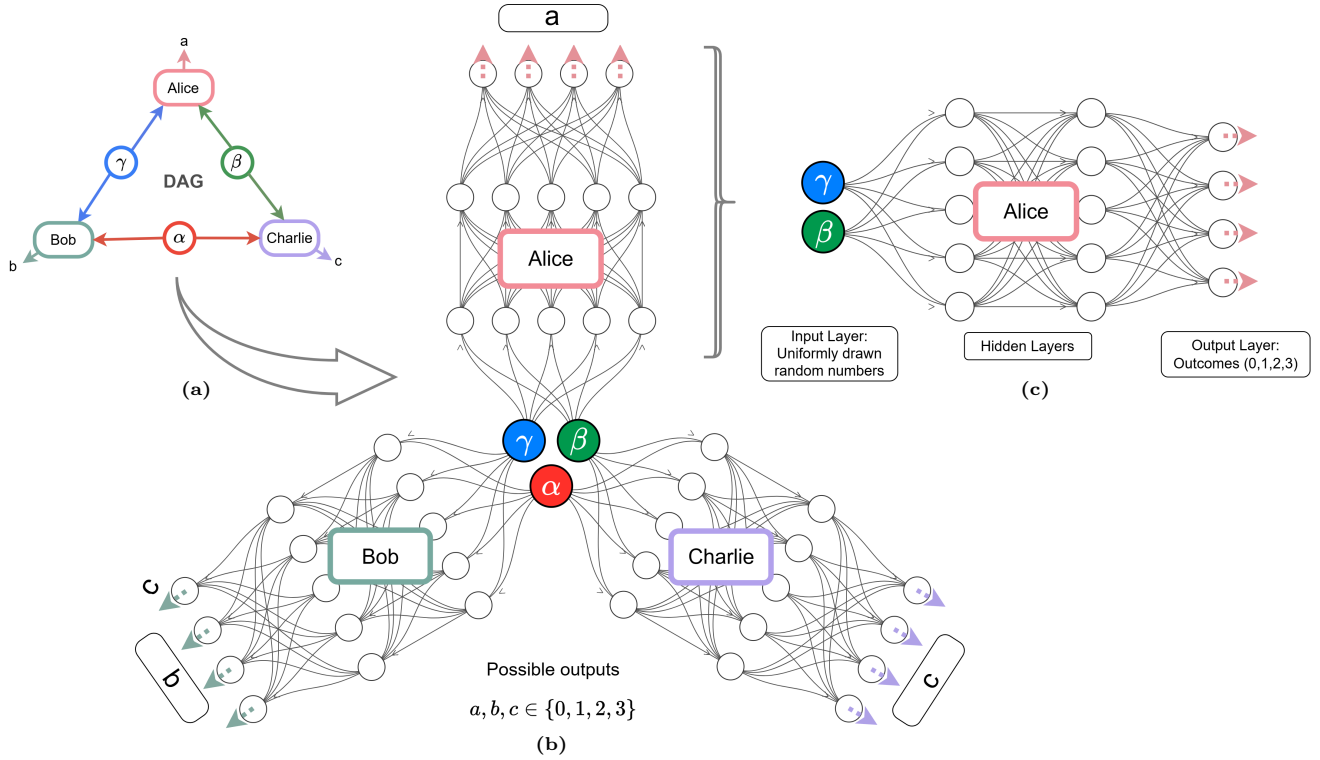 a
Alice
γ
β
DAG
Bob
α
Charlie
b
c
(a)
a
Alice
γ
β
α
Bob
Charlie
c
b
c
Possible outputs
a, b, c ∈ {0, 1, 2, 3}
(b)
γ
β
Alice
Input Layer:
Uniformly drawn
random numbers
Hidden Layers
Output Layer:
Outcomes (0,1,2,3)
(c)